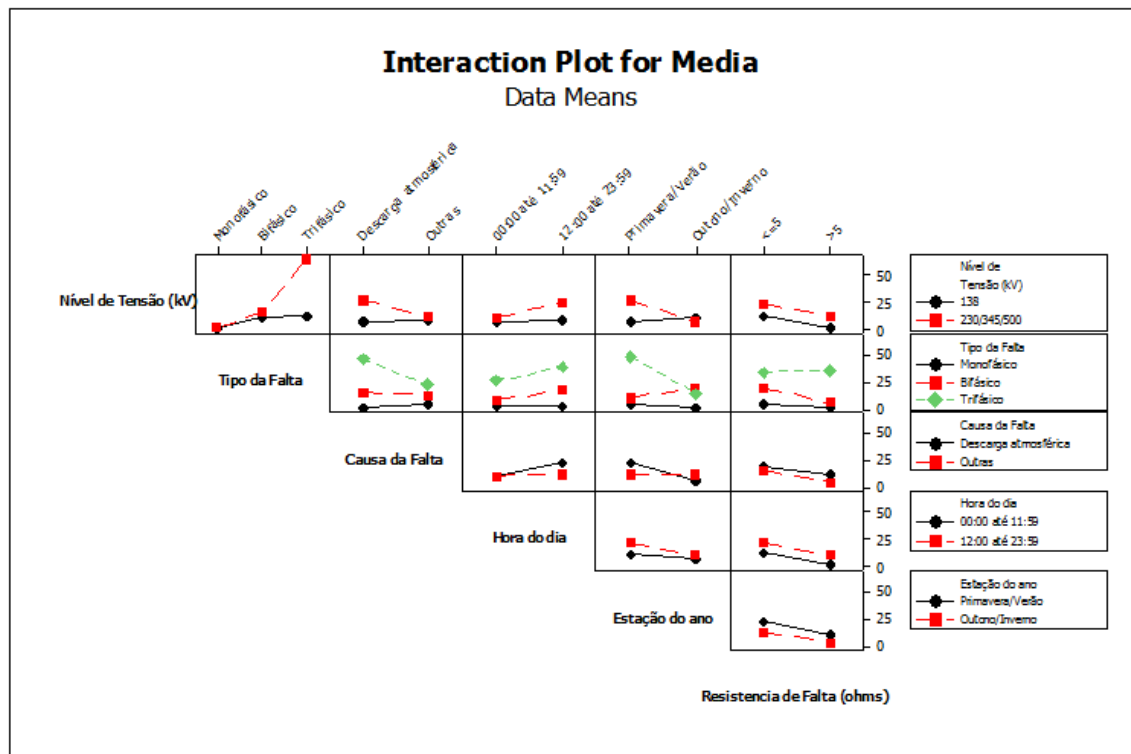 Interaction Plot for Media
Data Means
Monofásico
Bifásico
Trifásico
Descarga atmosférica
Outras
00:00 até 11:59
12:00 até 23:59
Primavera/Verão
Outono/Inverno
<=5
>5
Nível de Tensão (kV)
50
25
0
Nível de
Tensão (kV)
138
230/345/500
Tipo da Falta
50
25
0
Tipo da Falta
Monofásico
Bifásico
Trifásico
Causa da Falta
50
25
0
Causa da Falta
Descarga atmosférica
Outras
Hora do dia
50
25
0
Hora do dia
00:00 até 11:59
12:00 até 23:59
Estação do ano
50
25
0
Estação do ano
Primavera/Verão
Outono/Inverno
Resistencia de Falta (ohms)